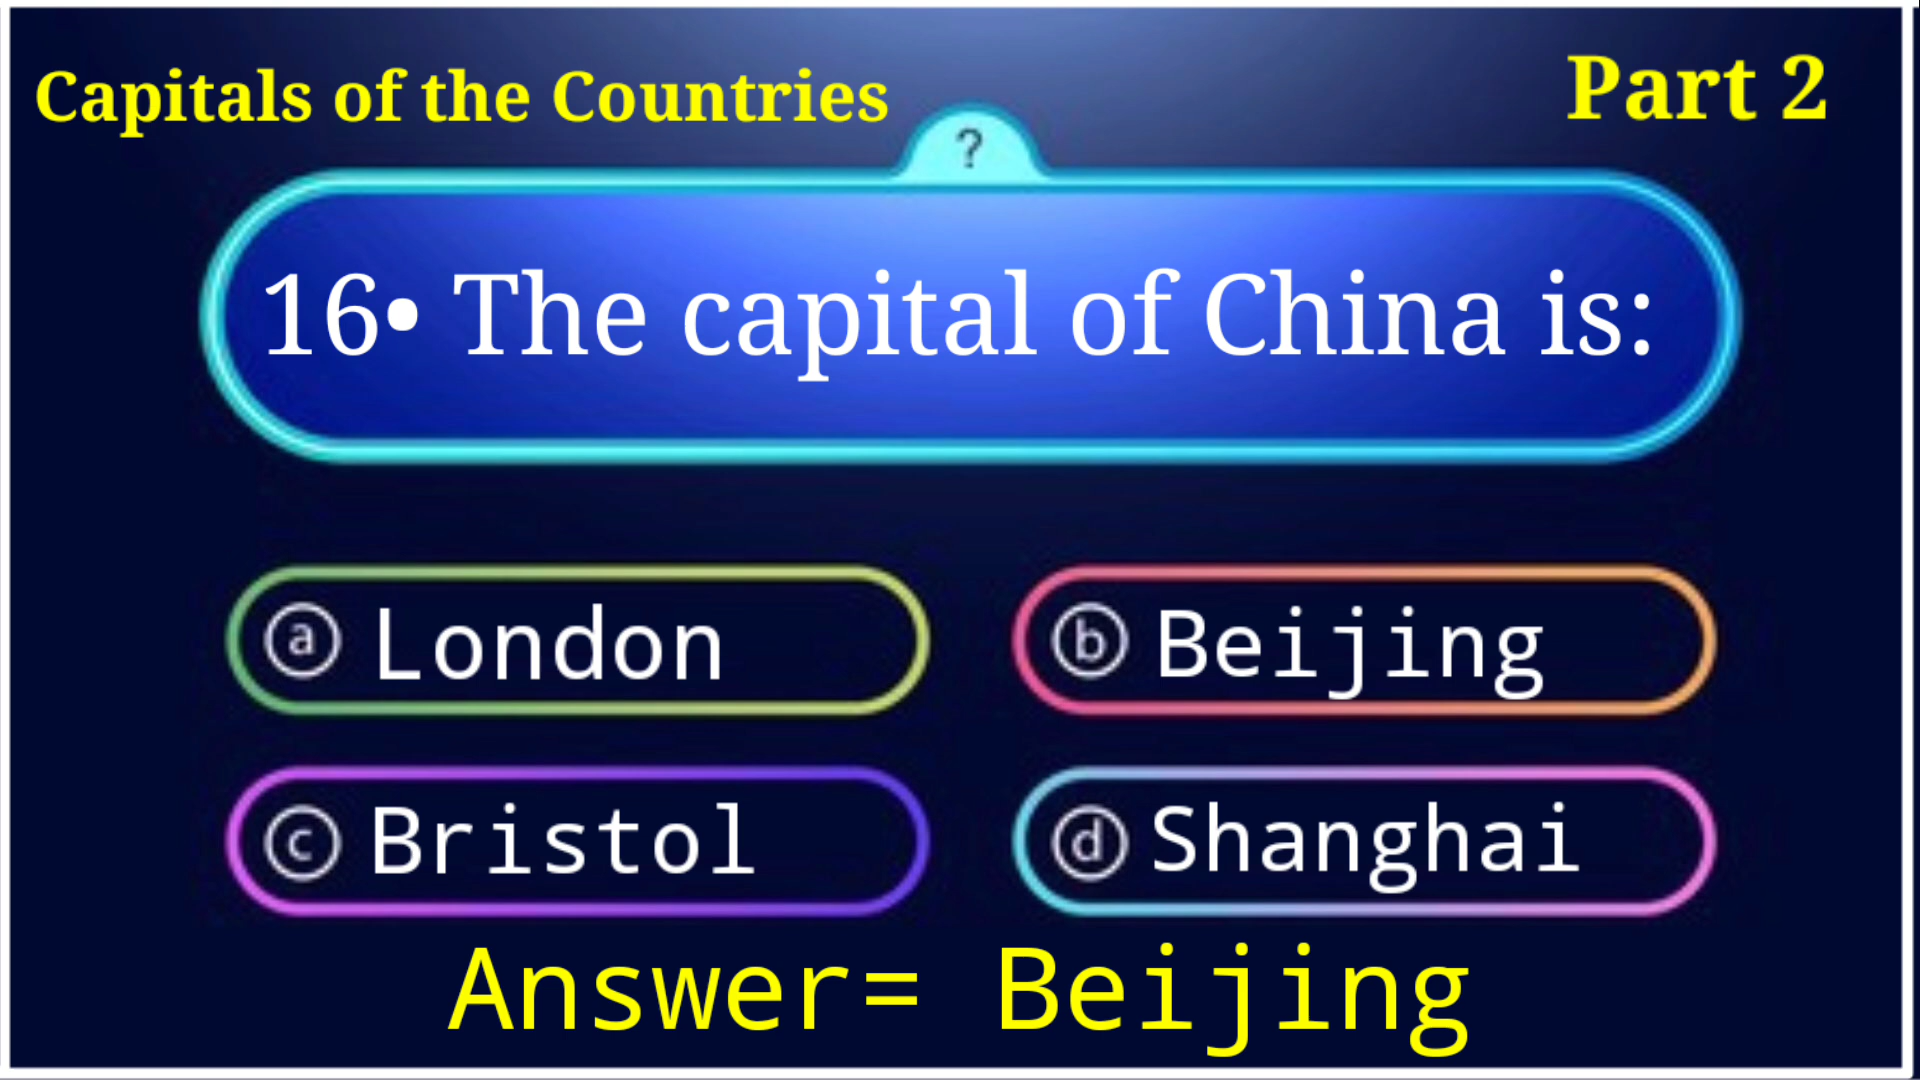 Capitals of the Countries
Part 2
?
16• The capital of China is:
ⓐ London
ⓑ Beijing
ⓒ Bristol
ⓓ Shanghai
Answer= Beijing